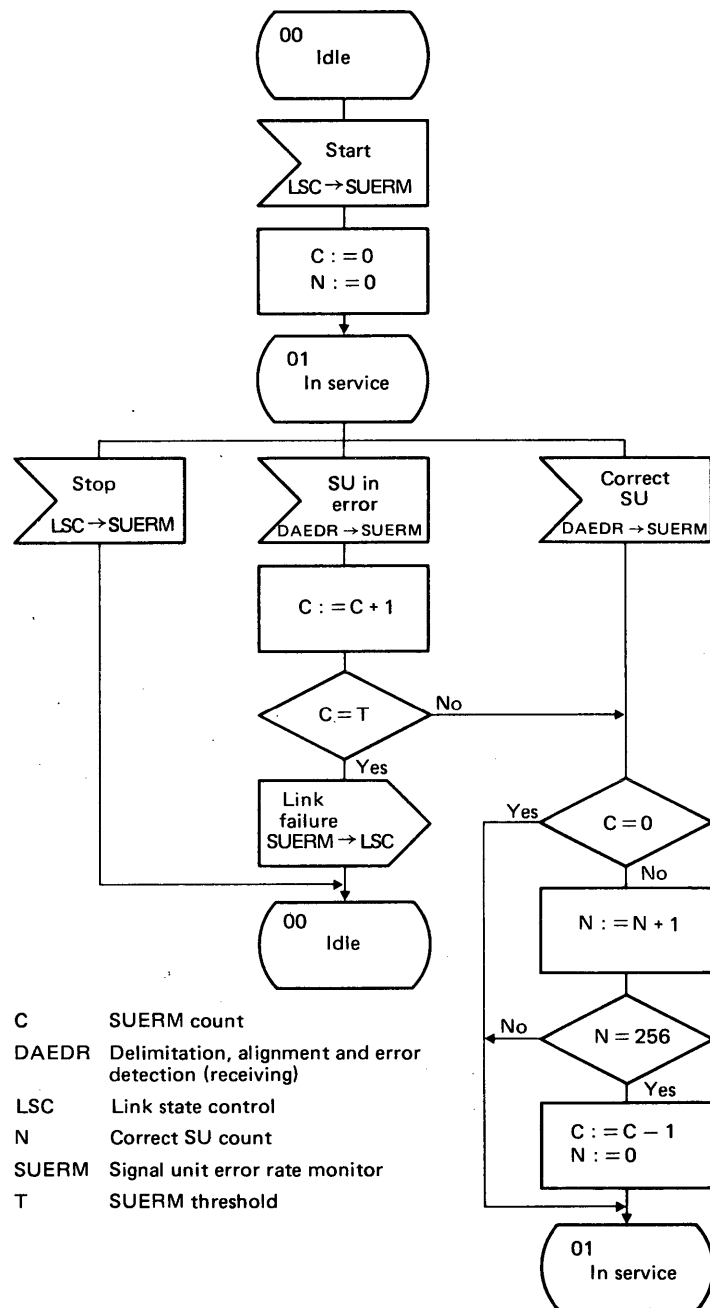 00
Idle
Start
LSC → SUERM
C : = 0
N : = 0
01
In service
Stop
LSC → SUERM
SU in
error
DAEDR → SUERM
Correct
SU
DAEDR → SUERM
C : = C + 1
C = T
No
Yes
Link
failure
SUERM → LSC
00
Idle
Yes
C = 0
No
N : = N + 1
No
N = 256
Yes
C : = C – 1
N : = 0
01
In service
C SUERM count
DAEDR Delimitation, alignment and error
detection (receiving)
LSC Link state control
N Correct SU count
SUERM Signal unit error rate monitor
T SUERM threshold